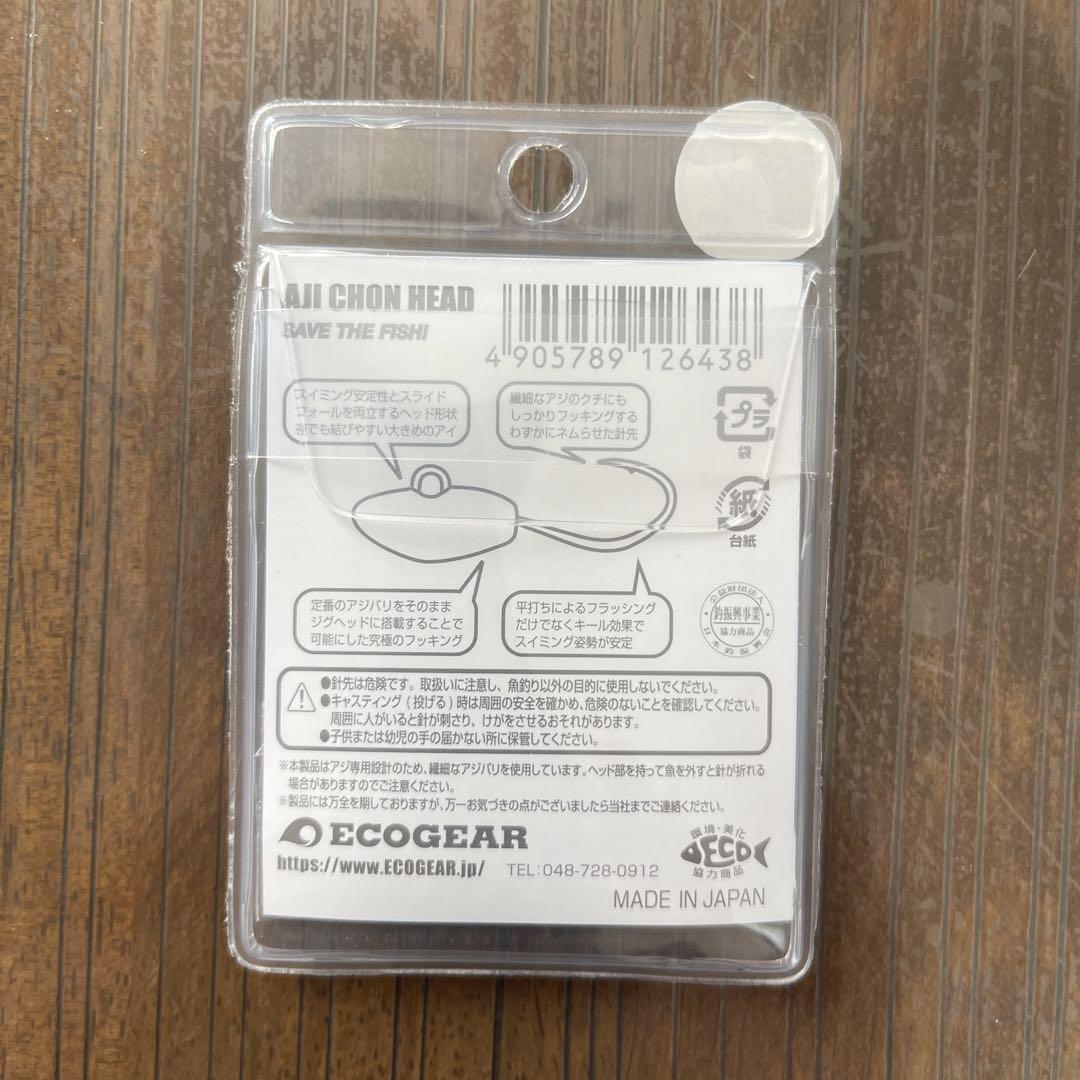 AJI CHON HEAD
SAVE THE FISH!
4 905789 126438
スイミング安定性とスライド
フォールを両立するヘッド形状
夜でも結びやすい大きめのアイ
繊細なアジのクチにも
しっかりフッキングする
わずかにネムらせた針先
プラ
袋
紙
台紙
定番のアジバリをそのまま
ジグヘッドに搭載することで
可能にした究極のフッキング
平打ちによるフラッシング
だけでなくキール効果で
スイミング姿勢が安定
公益財団法人
釣振興事業
協力商品
日本釣振興会
●針先は危険です。取扱いに注意し、魚釣り以外の目的に使用しないでください。
●キャスティング(投げる)時は周囲の安全を確かめ、危険のないことを確認してください。
周囲に人がいると針が刺さり、けがをさせるおそれがあります。
●子供または幼児の手の届かない所に保管してください。
※本製品はアジ専用設計のため、繊細なアジバリを使用しています。ヘッド部を持って魚を外すと針が折れる
場合がありますのでご注意ください。
※製品には万全を期しておりますが、万一お気づきの点がございましたら当社までご連絡ください。
ECOGEAR
https://www.ECOGEAR.jp/
TEL:048-728-0912
環境・美化
ECO
協力商品
MADE IN JAPAN